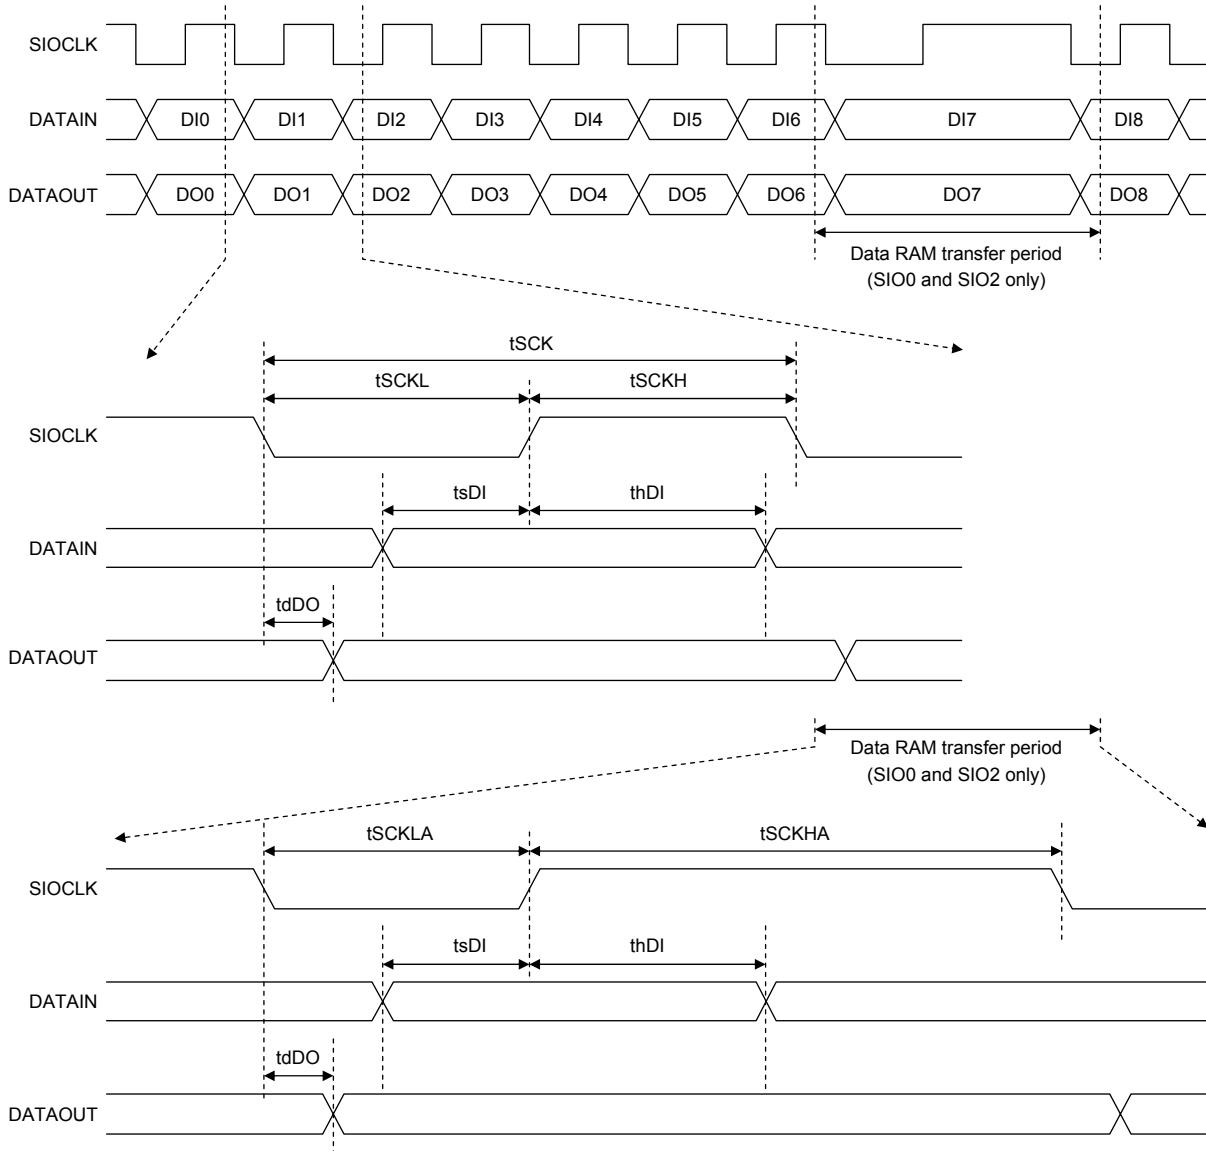 SIOCLK
DATAIN DI0 DI1 DI2 DI3 DI4 DI5 DI6 DI7 DI8
DATAOUT DO0 DO1 DO2 DO3 DO4 DO5 DO6 DO7 DO8
Data RAM transfer period
(SIO0 and SIO2 only)
tSCK
tSCKL tSCKH
SIOCLK
tsDI thDI
DATAIN
tdDO
DATAOUT
Data RAM transfer period
(SIO0 and SIO2 only)
tSCKLA tSCKHA
SIOCLK
tsDI thDI
DATAIN
tdDO
DATAOUT